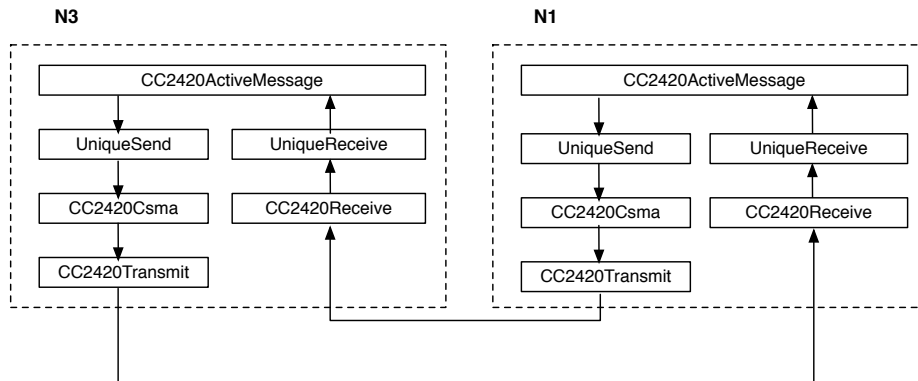 N3
CC2420ActiveMessage
UniqueSend
UniqueReceive
CC2420Csma
CC2420Receive
CC2420Transmit
N1
CC2420ActiveMessage
UniqueSend
UniqueReceive
CC2420Csma
CC2420Receive
CC2420Transmit